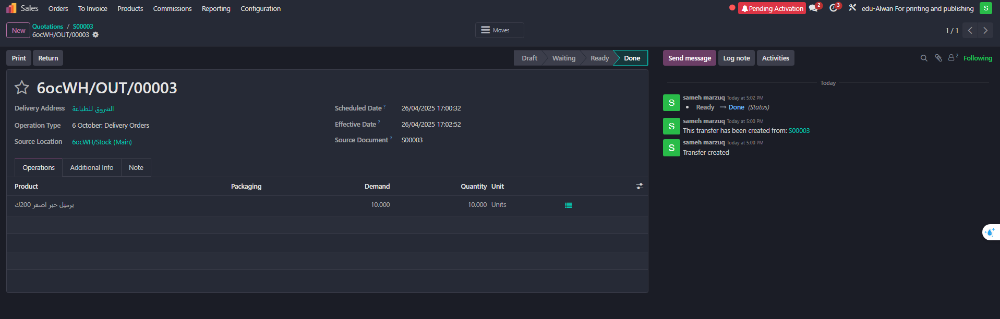 Sales Orders To Invoice Products Commissions Reporting Configuration Pending Activation 2 3 edu-Alwan For printing and publishing S
New Quotations / S00003
6ocWH/OUT/00003
Moves
1 / 1
Print Return Draft Waiting Ready Done
6ocWH/OUT/00003
Delivery Address الشروق للطباعة
Operation Type 6 October: Delivery Orders
Source Location 6ocWH/Stock (Main)
Scheduled Date ? 26/04/2025 17:00:32
Effective Date ? 26/04/2025 17:02:52
Source Document ? S00003
Operations Additional Info Note
Product Packaging Demand Quantity Unit
برميل حبر اصفر 200ك 10.000 10.000 Units
Send message Log note Activities 2 Following
Today
S sameh marzuq Today at 5:02 PM
• Ready → Done (Status)
S sameh marzuq Today at 5:00 PM
This transfer has been created from: S00003
S sameh marzuq Today at 5:00 PM
Transfer created